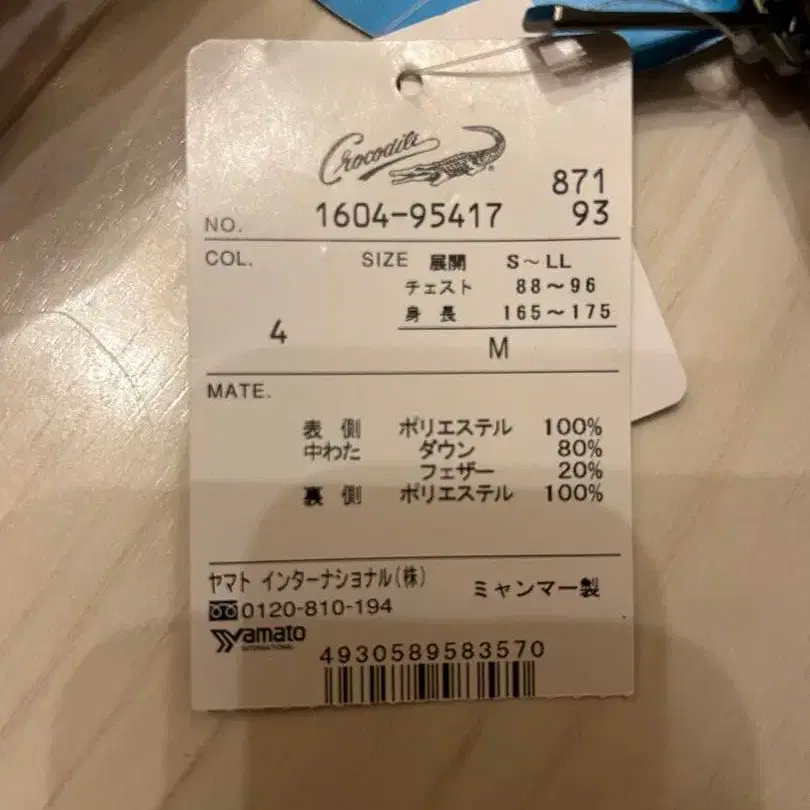 Crocodile
871
NO. 1604-95417 93
COL. SIZE 展開 S～LL
チェスト 88～96
身長 165～175
4 M
MATE.
表側 ポリエステル 100%
中わた ダウン 80%
フェザー 20%
裏側 ポリエステル 100%
ヤマト インターナショナル(株) ミャンマー製
0120-810-194
Yamato
INTERNATIONAL
4930589583570